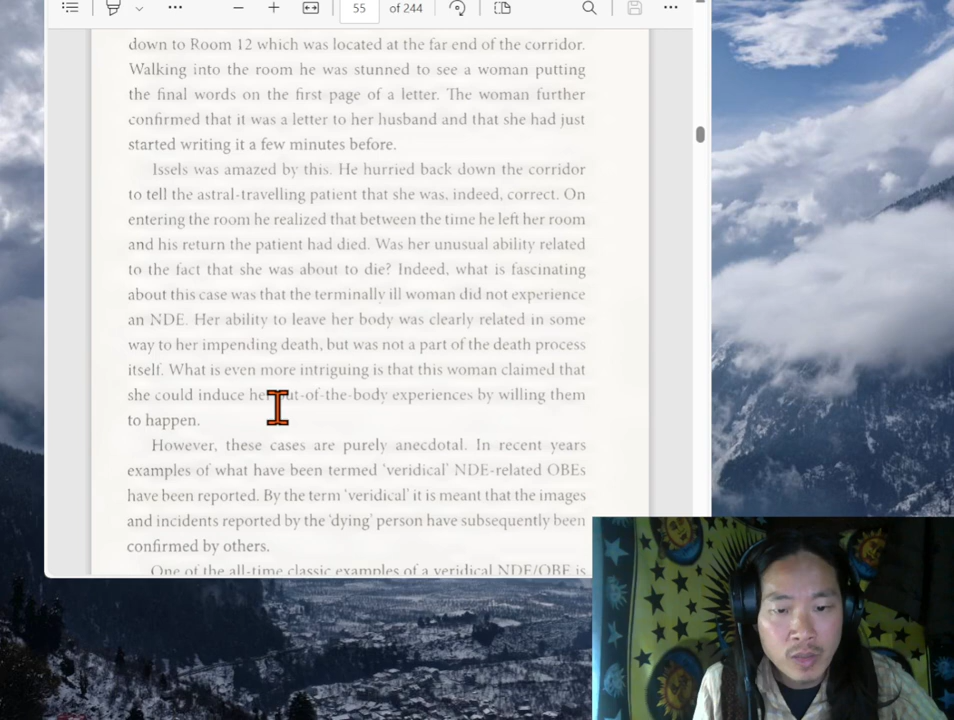 55 of 244
down to Room 12 which was located at the far end of the corridor.
Walking into the room he was stunned to see a woman putting
the final words on the first page of a letter. The woman further
confirmed that it was a letter to her husband and that she had just
started writing it a few minutes before.
Issels was amazed by this. He hurried back down the corridor
to tell the astral-travelling patient that she was, indeed, correct. On
entering the room he realized that between the time he left her room
and his return the patient had died. Was her unusual ability related
to the fact that she was about to die? Indeed, what is fascinating
about this case was that the terminally ill woman did not experience
an NDE. Her ability to leave her body was clearly related in some
way to her impending death, but was not a part of the death process
itself. What is even more intriguing is that this woman claimed that
she could induce her out-of-the-body experiences by willing them
to happen.
However, these cases are purely anecdotal. In recent years
examples of what have been termed 'veridical' NDE-related OBEs
have been reported. By the term 'veridical' it is meant that the images
and incidents reported by the 'dying' person have subsequently been
confirmed by others.
One of the all-time classic examples of a veridical NDE/OBE is